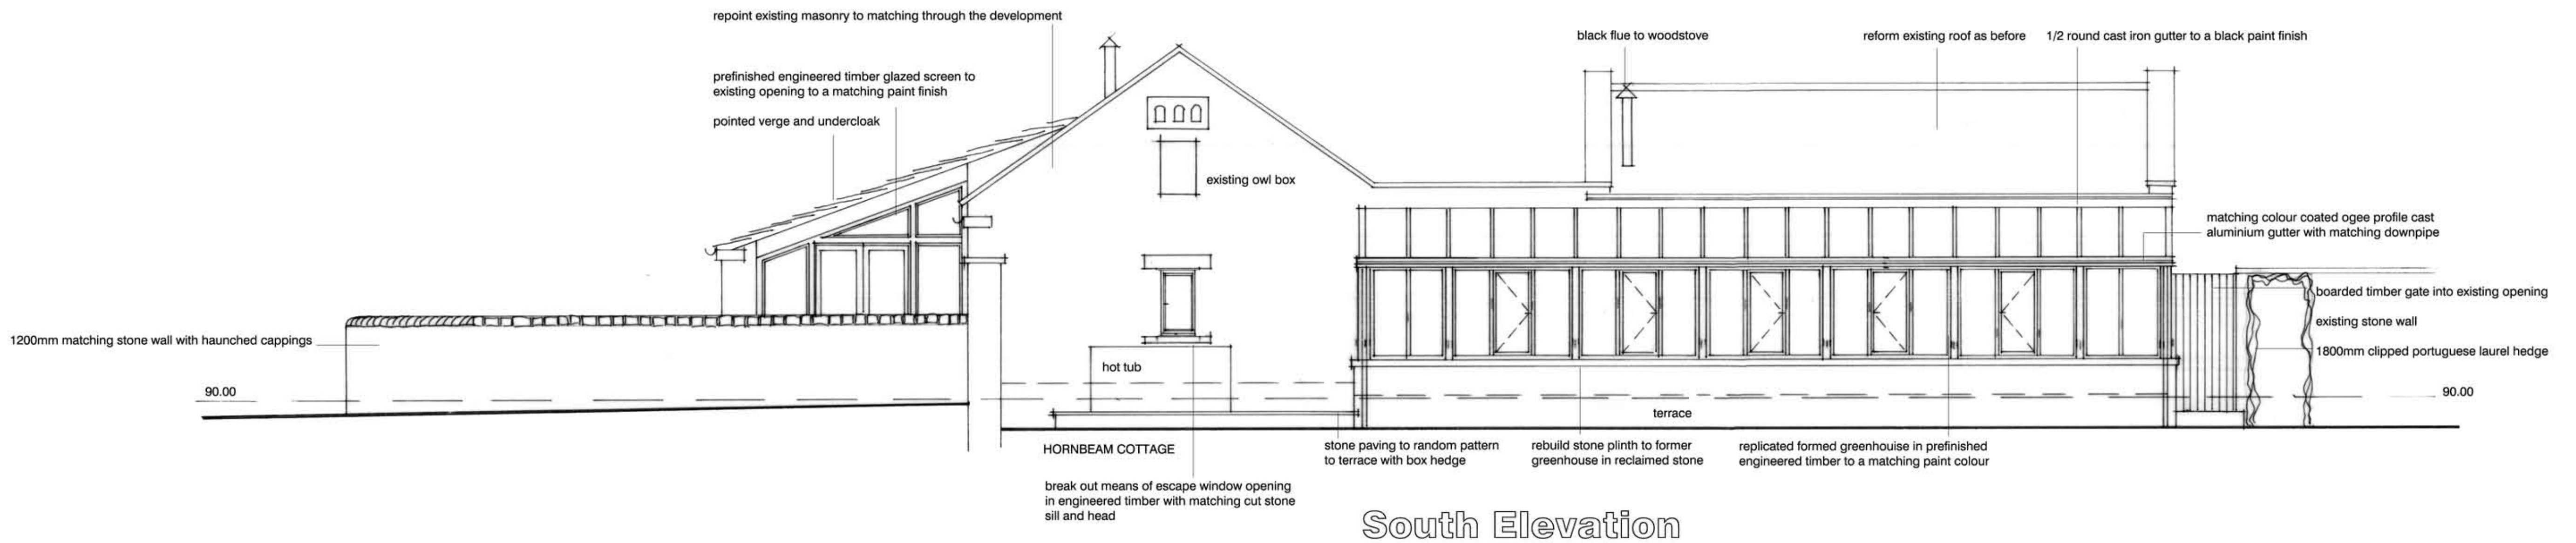 repoint existing masonry to matching through the development
black flue to woodstove
reform existing roof as before
1/2 round cast iron gutter to a black paint finish
prefinished engineered timber glazed screen to
existing opening to a matching paint finish
pointed verge and undercloak
existing owl box
matching colour coated ogee profile cast
aluminium gutter with matching downpipe
boarded timber gate into existing opening
existing stone wall
1800mm clipped portuguese laurel hedge
1200mm matching stone wall with haunched cappings
hot tub
90.00
90.00
terrace
HORNBEAM COTTAGE
stone paving to random pattern
to terrace with box hedge
rebuild stone plinth to former
greenhouse in reclaimed stone
replicated formed greenhouise in prefinished
engineered timber to a matching paint colour
break out means of escape window opening
in engineered timber with matching cut stone
sill and head
South Elevation